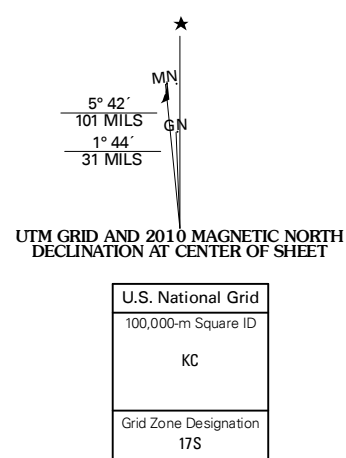 ★
MN.
5° 42´
101 MILS
GN
1° 44´
31 MILS
UTM GRID AND 2010 MAGNETIC NORTH
DECLINATION AT CENTER OF SHEET
U.S. National Grid
100,000-m Square ID
KC
Grid Zone Designation
17S